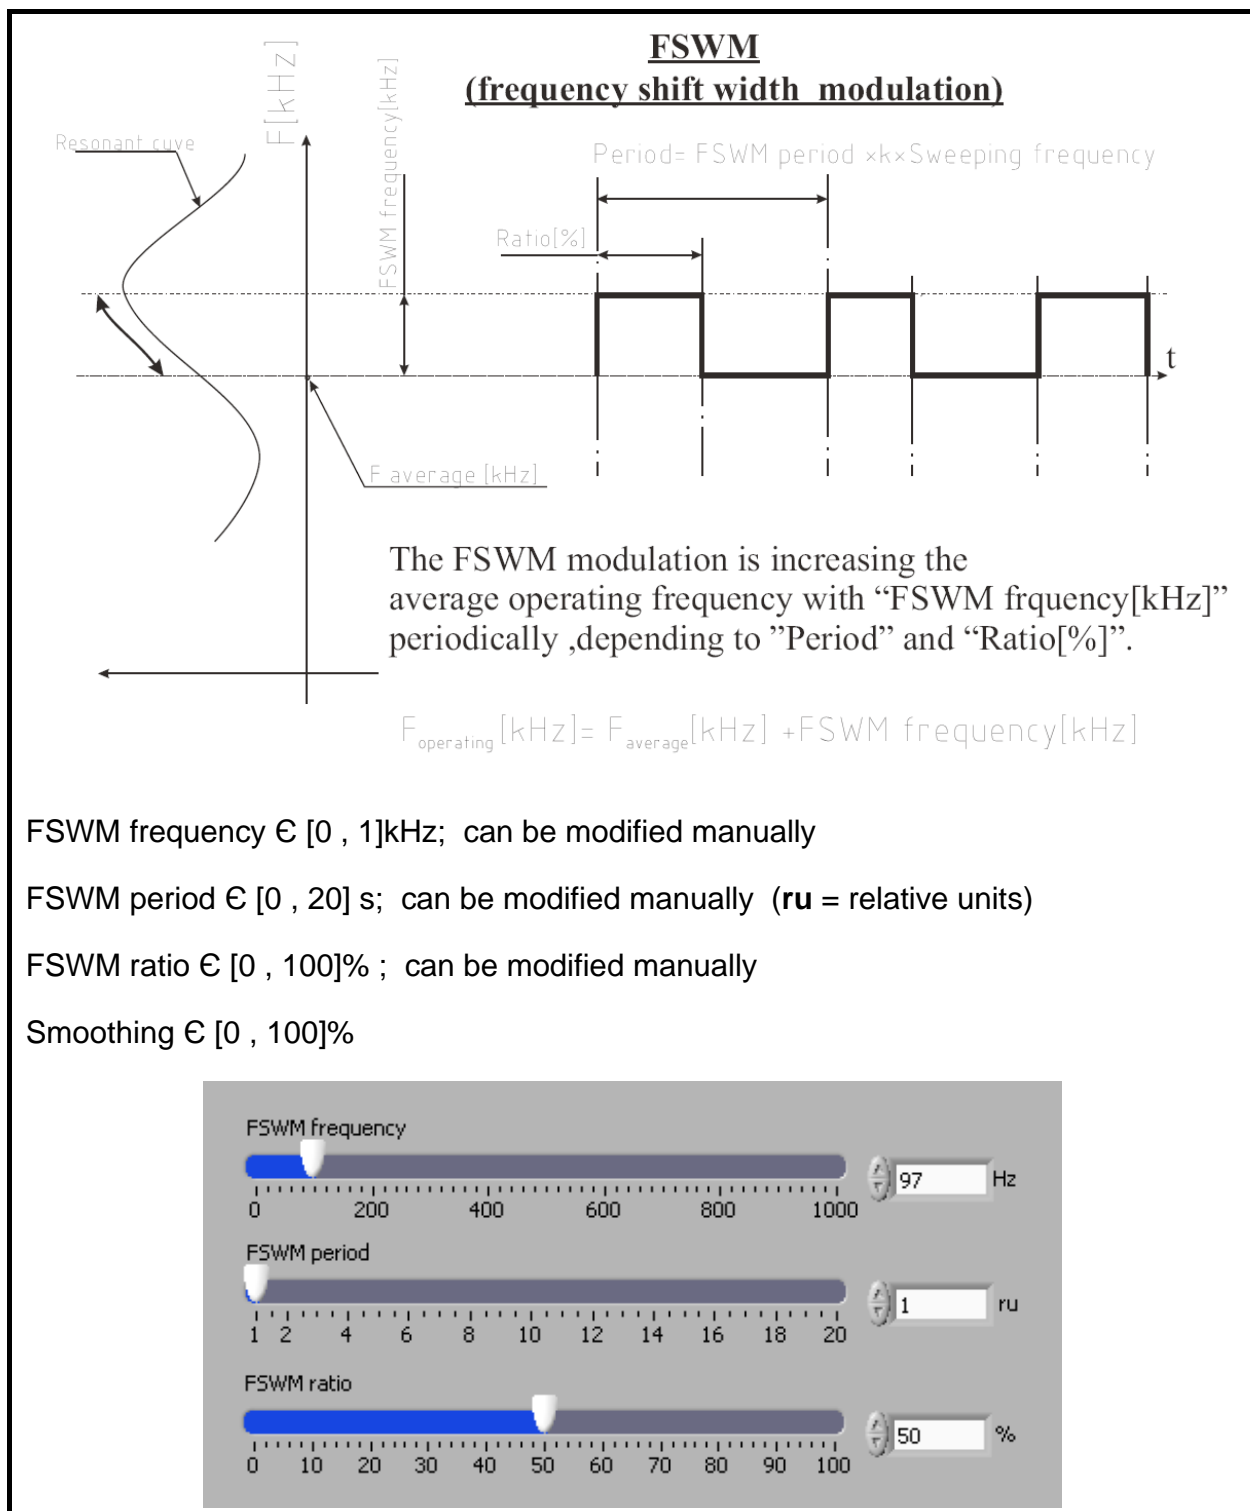 FSWM
(frequency shift width modulation)
F[kHz]
FSWM frequency[kHz]
Resonant cuve
Period= FSWM period ×k×Sweeping frequency
Ratio[%]
t
F average [kHz]
The FSWM modulation is increasing the
average operating frequency with “FSWM frquency[kHz]”
periodically ,depending to ”Period” and “Ratio[%]”.
Foperating[kHz]= Faverage[kHz] +FSWM frequency[kHz]
FSWM frequency Є [0 , 1]kHz; can be modified manually
FSWM period Є [0 , 20] s; can be modified manually (ru = relative units)
FSWM ratio Є [0 , 100]% ; can be modified manually
Smoothing Є [0 , 100]%
FSWM frequency
97 Hz
0 200 400 600 800 1000
FSWM period
1 ru
1 2 4 6 8 10 12 14 16 18 20
FSWM ratio
50 %
0 10 20 30 40 50 60 70 80 90 100